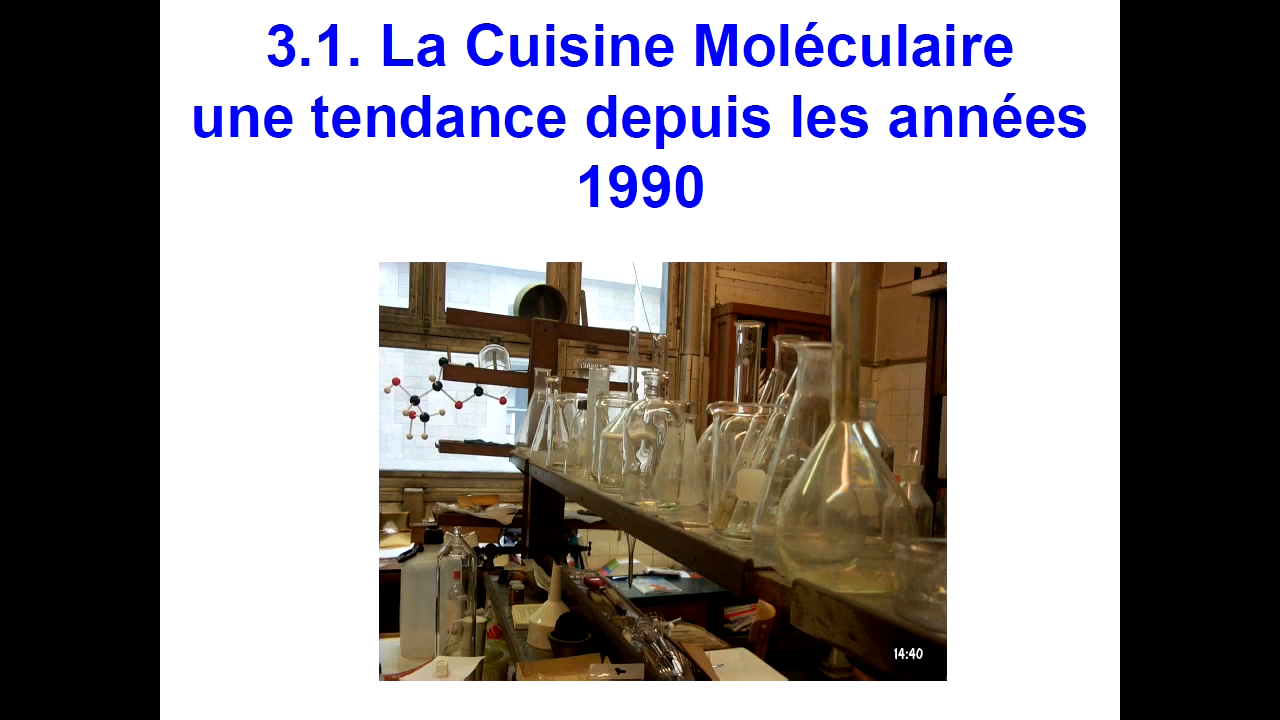 3.1. La Cuisine Moléculaire
une tendance depuis les années
1990
14:40